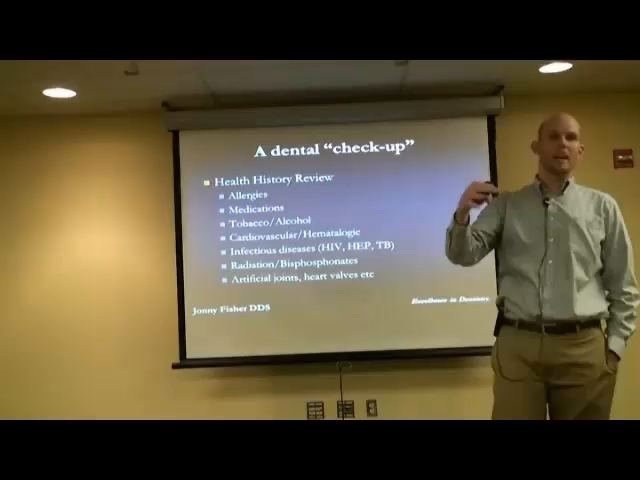 A dental “check-up”
Health History Review
Allergies
Medications
Tobacco/Alcohol
Cardiovascular/Hematologic
Infectious diseases (HIV, HEP, TB)
Radiation/Bisphosphonates
Artificial joints, heart valves etc
Jonny Fisher DDS
Excellence in Dentistry